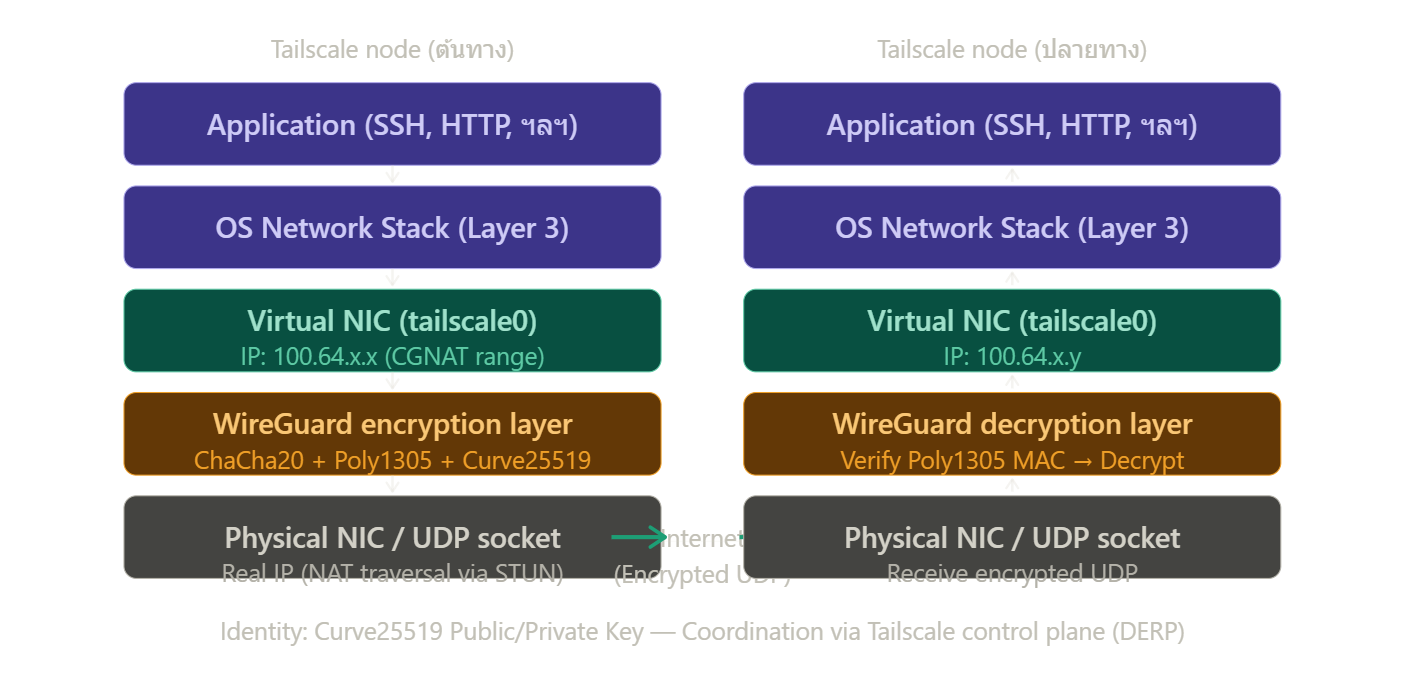 Tailscale node (ต้นทาง)
Application (SSH, HTTP, ฯลฯ)
OS Network Stack (Layer 3)
Virtual NIC (tailscale0)
IP: 100.64.x.x (CGNAT range)
WireGuard encryption layer
ChaCha20 + Poly1305 + Curve25519
Physical NIC / UDP socket
Real IP (NAT traversal via STUN)
Internet
(Encrypted UDP)
Tailscale node (ปลายทาง)
Application (SSH, HTTP, ฯลฯ)
OS Network Stack (Layer 3)
Virtual NIC (tailscale0)
IP: 100.64.x.y
WireGuard decryption layer
Verify Poly1305 MAC → Decrypt
Physical NIC / UDP socket
Receive encrypted UDP
Identity: Curve25519 Public/Private Key — Coordination via Tailscale control plane (DERP)